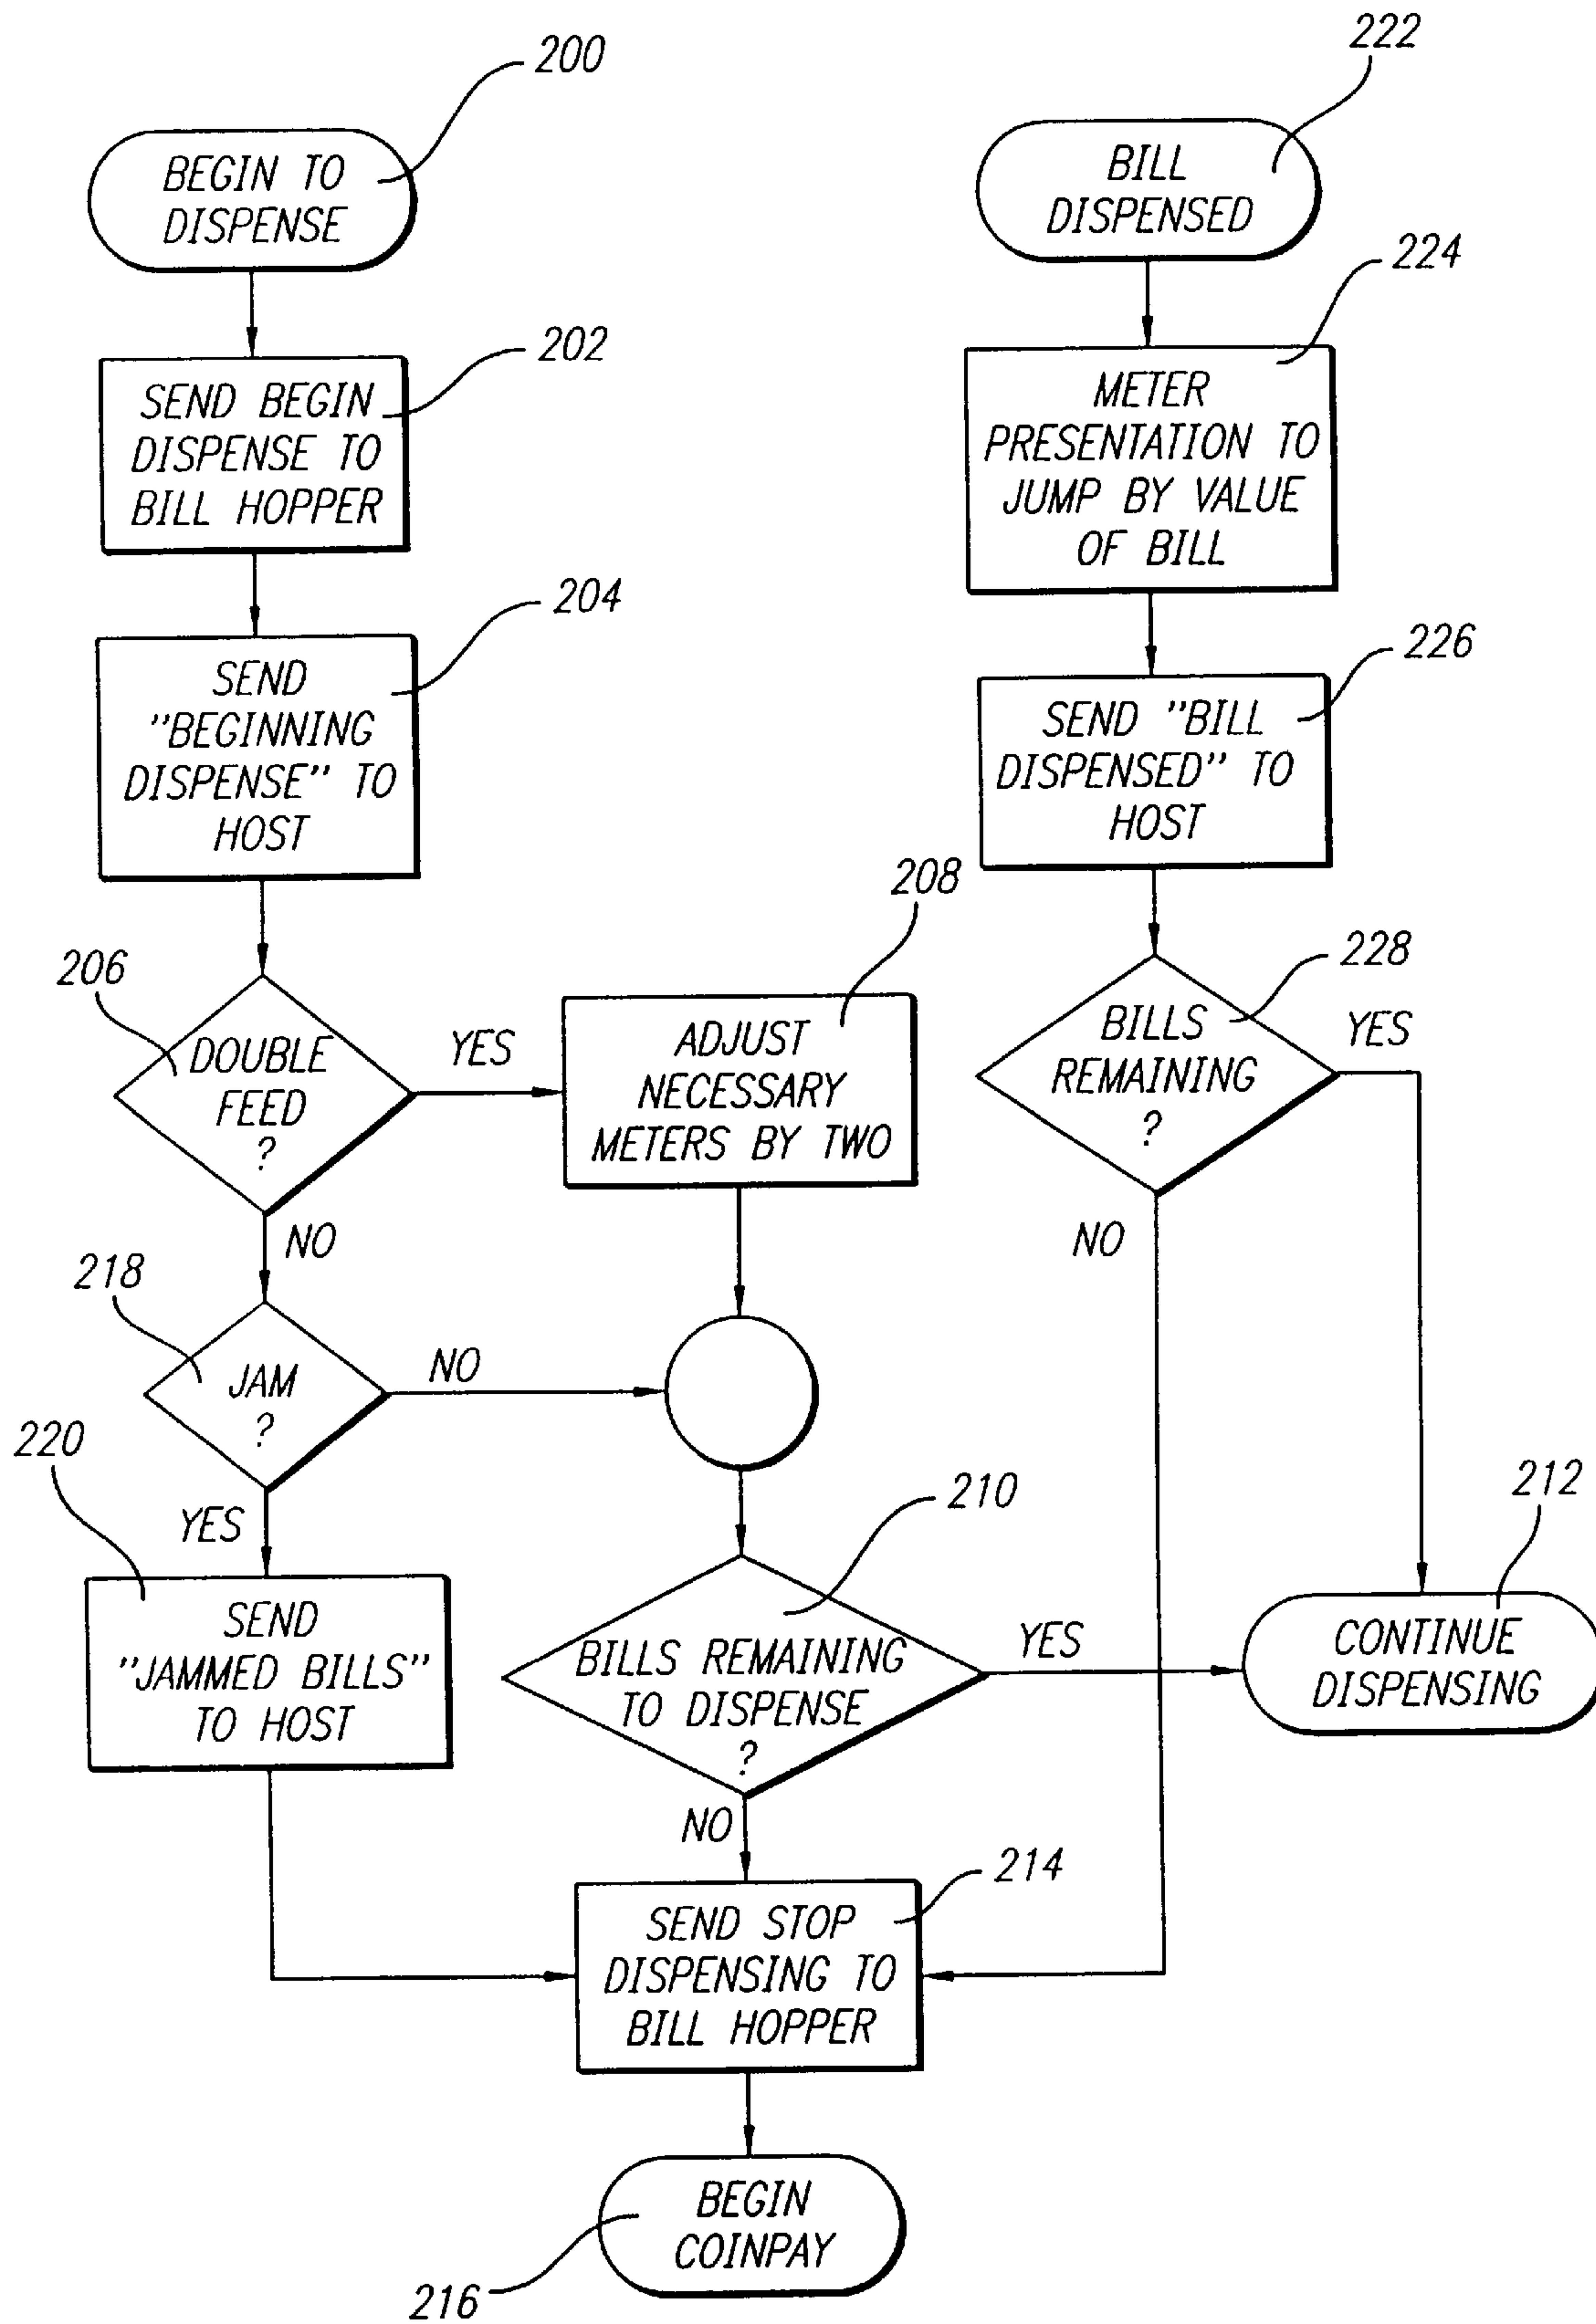 200
BEGIN TO
DISPENSE
202
SEND BEGIN
DISPENSE TO
BILL HOPPER
204
SEND
"BEGINNING
DISPENSE" TO
HOST
206
DOUBLE
FEED
?
YES
NO
208
ADJUST
NECESSARY
METERS BY TWO
218
JAM
?
NO
YES
220
SEND
"JAMMED BILLS"
TO HOST
210
BILLS REMAINING
TO DISPENSE
?
YES
NO
214
SEND STOP
DISPENSING TO
BILL HOPPER
BEGIN
COINPAY
216
222
BILL
DISPENSED
224
METER
PRESENTATION TO
JUMP BY VALUE
OF BILL
226
SEND "BILL
DISPENSED" TO
HOST
228
BILLS
REMAINING
?
YES
NO
212
CONTINUE
DISPENSING